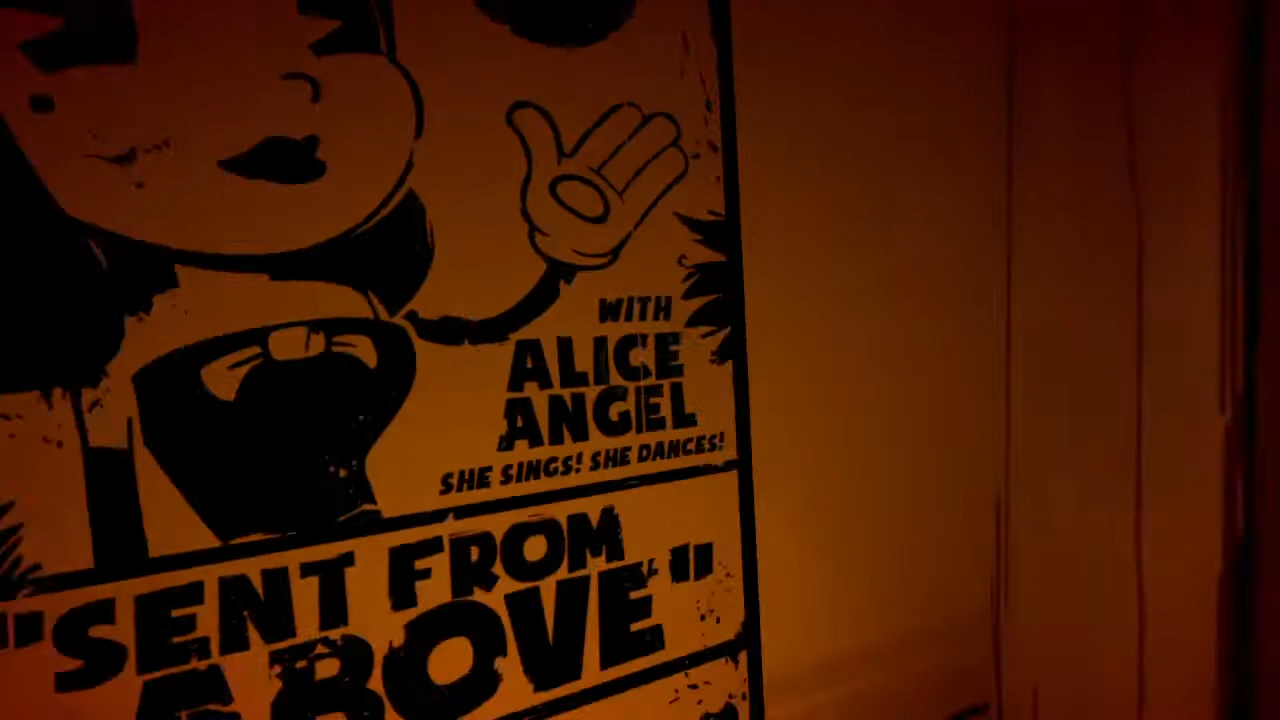 WITH
ALICE
ANGEL
SHE SINGS! SHE DANCES!
"SENT FROM
ABOVE"